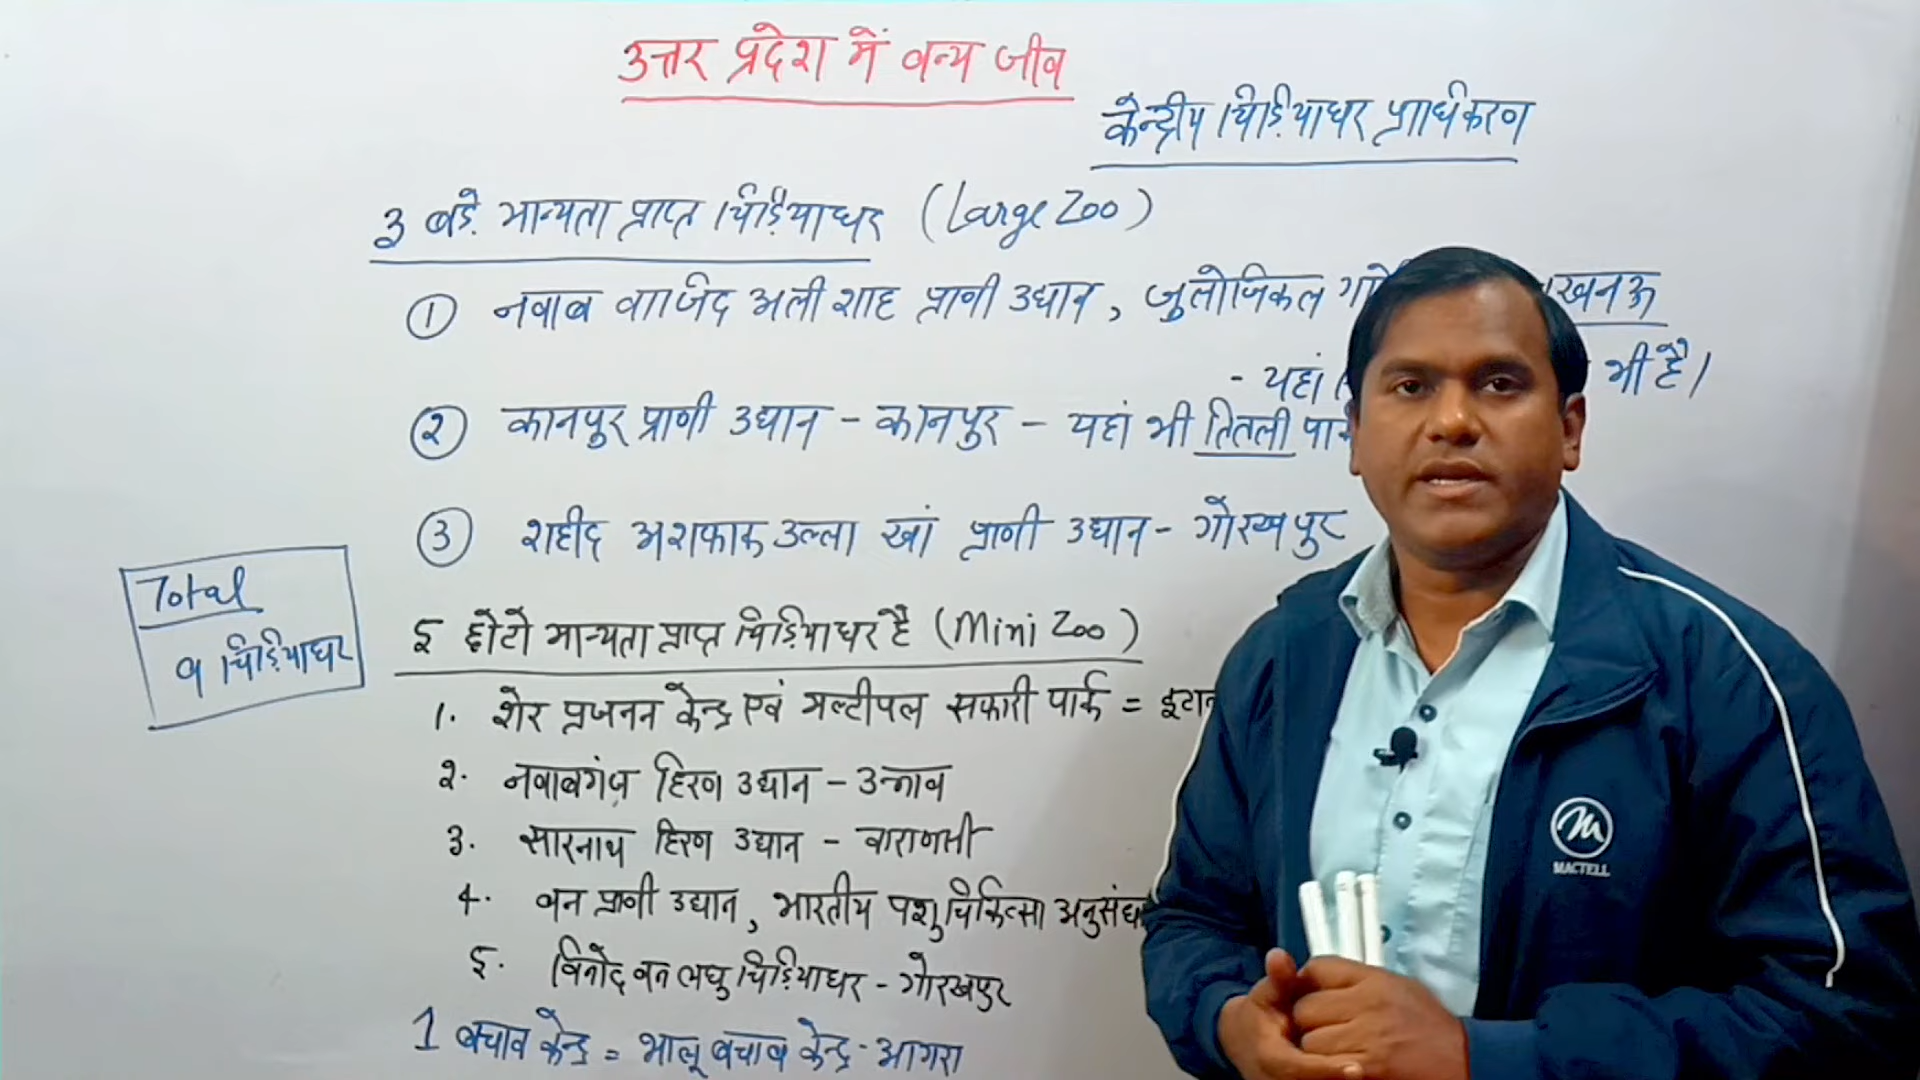 उत्तर प्रदेश में वन्य जीव
केन्द्रीय चिड़ियाघर प्राधिकरण
3 बड़े मान्यता प्राप्त चिड़ियाघर (Large Zoo)
① नवाब वाजिद अली शाह प्राणी उद्यान, जुलोजिकल
- यहां भी है।
② कानपुर प्राणी उद्यान - कानपुर - यहां भी तितली
③ शहीद अशफाक उल्ला खां प्राणी उद्यान - गोरखपुर
Total
9 चिड़ियाघर
5 छोटो मान्यता प्राप्त चिड़ियाघर है (Mini Zoo)
1. शेर प्रजनन केन्द्र एवं मल्टीपल सफारी पार्क =
2. नवाबगंज हिरण उद्यान - उन्नाव
3. सारनाथ हिरण उद्यान - वाराणसी
4. वन प्राणी उद्यान, भारतीय पशु चिकित्सा
5. विनोद वन लघु चिड़ियाघर - गोरखपुर
1 बचाव केन्द्र = भालू बचाव केन्द्र - आगरा
MACTELL